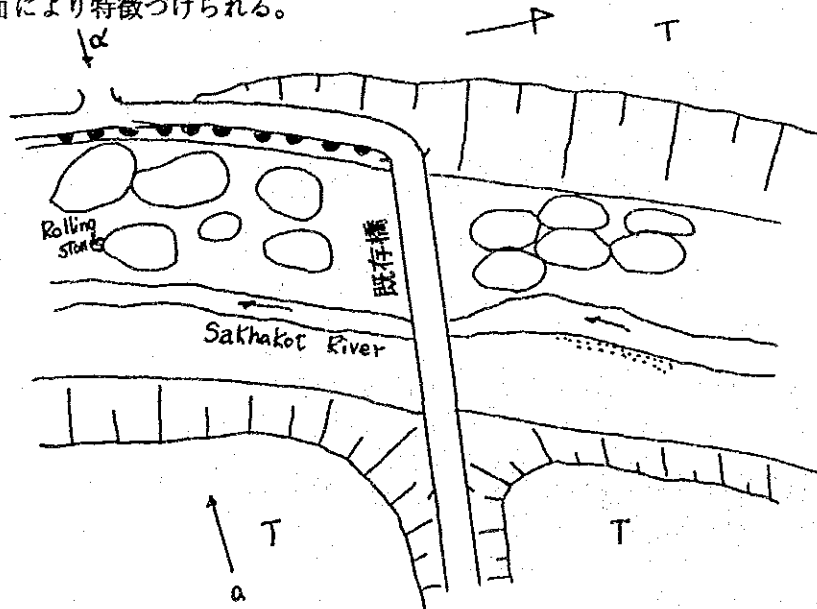 面により特徴づけられる。
α
T
Rolling
stones
既存橋
Sakhakot River
T
T
a